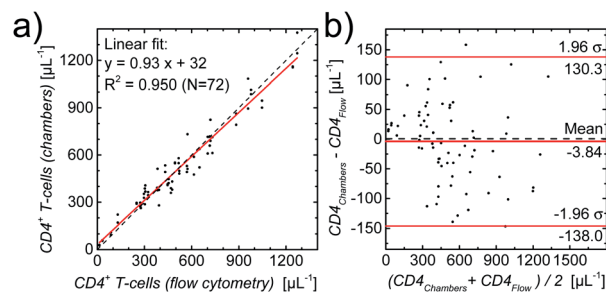 a)
Linear fit:
y = 0.93 x + 32
R² = 0.950 (N=72)
CD4⁺ T-cells (chambers) [µL⁻¹]
1200
900
600
300
0
0 300 600 900 1200
CD4⁺ T-cells (flow cytometry) [µL⁻¹]
b)
CD4Chambers - CD4Flow [µL⁻¹]
150
100
50
0
-50
-100
-150
1.96 σ
130.3
Mean
-3.84
-1.96 σ
-138.0
0 250 500 750 1000 1250 1500
(CD4Chambers + CD4Flow) / 2 [µL⁻¹]